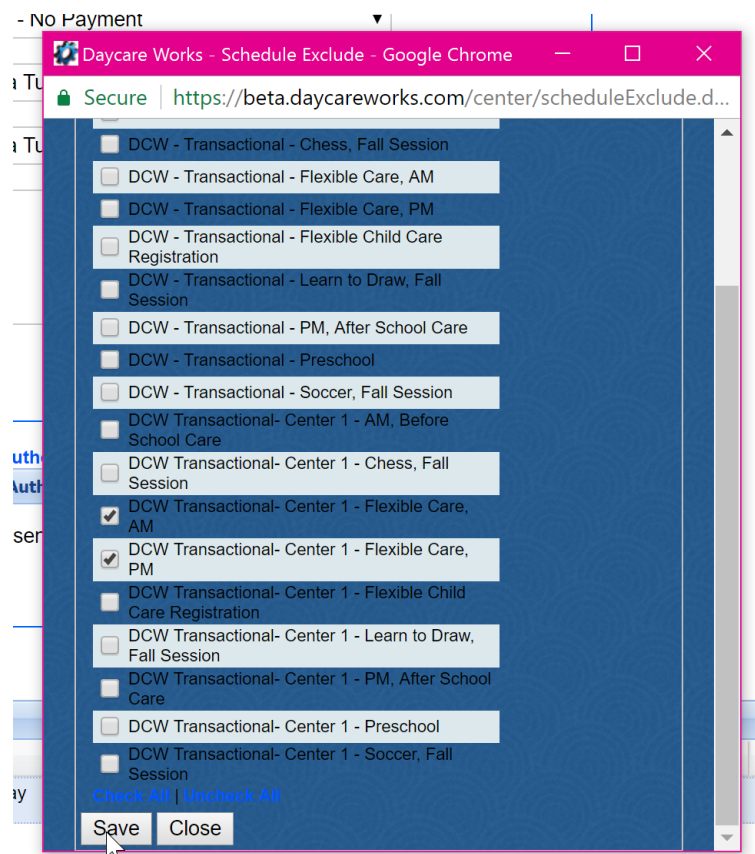 - No Payment
Daycare Works - Schedule Exclude - Google Chrome
Secure | https://beta.daycareworks.com/center/scheduleExclude.d...
DCW - Transactional - Chess, Fall Session
DCW - Transactional - Flexible Care, AM
DCW - Transactional - Flexible Care, PM
DCW - Transactional - Flexible Child Care
Registration
DCW - Transactional - Learn to Draw, Fall
Session
DCW - Transactional - PM, After School Care
DCW - Transactional - Preschool
DCW - Transactional - Soccer, Fall Session
DCW Transactional- Center 1 - AM, Before
School Care
DCW Transactional- Center 1 - Chess, Fall
Session
DCW Transactional- Center 1 - Flexible Care,
AM
DCW Transactional- Center 1 - Flexible Care,
PM
DCW Transactional- Center 1 - Flexible Child
Care Registration
DCW Transactional- Center 1 - Learn to Draw,
Fall Session
DCW Transactional- Center 1 - PM, After School
Care
DCW Transactional- Center 1 - Preschool
DCW Transactional- Center 1 - Soccer, Fall
Session
Check All | Uncheck All
Save Close